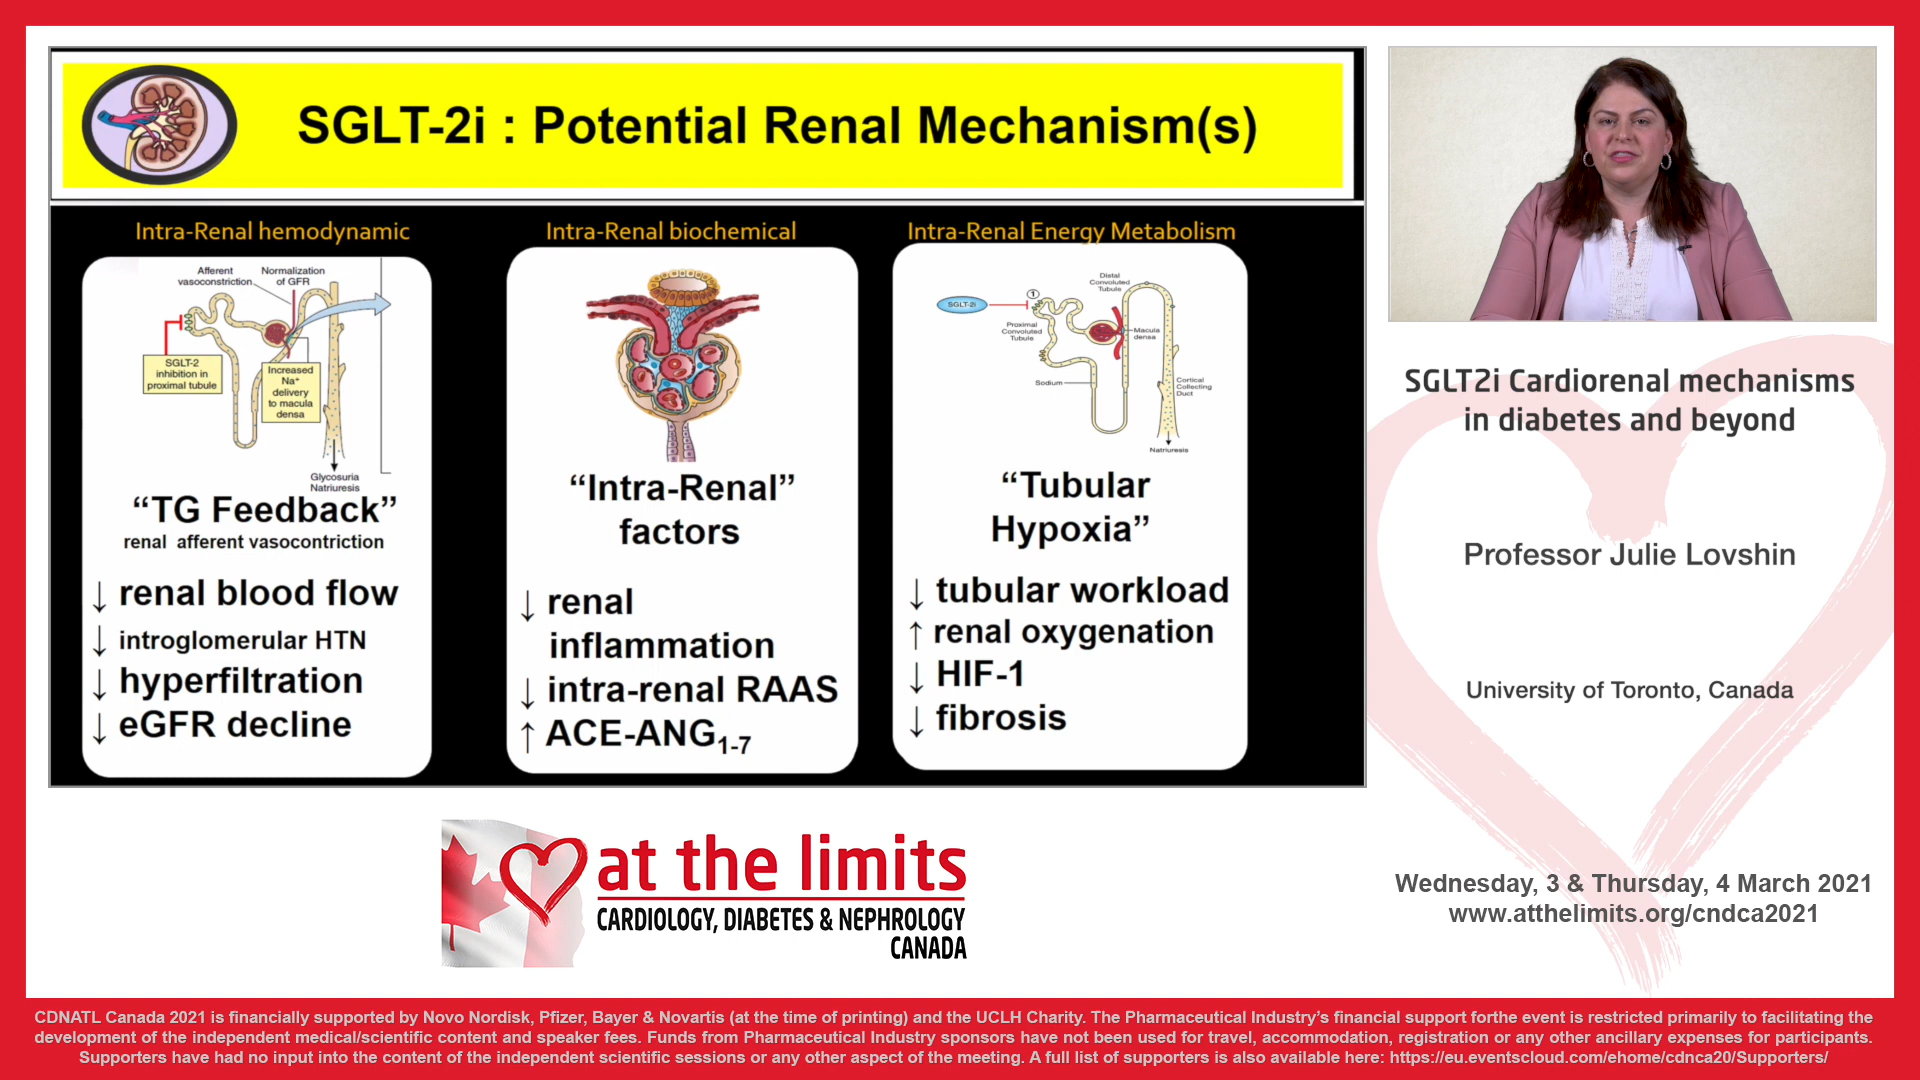 SGLT-2i : Potential Renal Mechanism(s)
Intra-Renal hemodynamic
Afferent
vasoconstriction
Normalization
of GFR
SGLT-2
inhibition in
proximal tubule
Increased
Na⁺
delivery
to macula
densa
Glycosuria
Natriuresis
“TG Feedback”
renal afferent vasocontriction
↓ renal blood flow
↓ introglomerular HTN
↓ hyperfiltration
↓ eGFR decline
Intra-Renal biochemical
“Intra-Renal”
factors
↓ renal
inflammation
↓ intra-renal RAAS
↑ ACE-ANG1-7
Intra-Renal Energy Metabolism
SGLT-2i
1
Distal
Convoluted
Tubule
Proximal
Convoluted
Tubule
Macula
densa
Sodium
Cortical
Collecting
Duct
Natriuresis
“Tubular
Hypoxia”
↓ tubular workload
↑ renal oxygenation
↓ HIF-1
↓ fibrosis
SGLT2i Cardiorenal mechanisms
in diabetes and beyond
Professor Julie Lovshin
University of Toronto, Canada
Wednesday, 3 & Thursday, 4 March 2021
www.atthelimits.org/cndca2021
at the limits
CARDIOLOGY, DIABETES & NEPHROLOGY
CANADA
CDNATL Canada 2021 is financially supported by Novo Nordisk, Pfizer, Bayer & Novartis (at the time of printing) and the UCLH Charity. The Pharmaceutical Industry’s financial support forthe event is restricted primarily to facilitating the
development of the independent medical/scientific content and speaker fees. Funds from Pharmaceutical Industry sponsors have not been used for travel, accommodation, registration or any other ancillary expenses for participants.
Supporters have had no input into the content of the independent scientific sessions or any other aspect of the meeting. A full list of supporters is also available here: https://eu.eventscloud.com/ehome/cdnca20/Supporters/